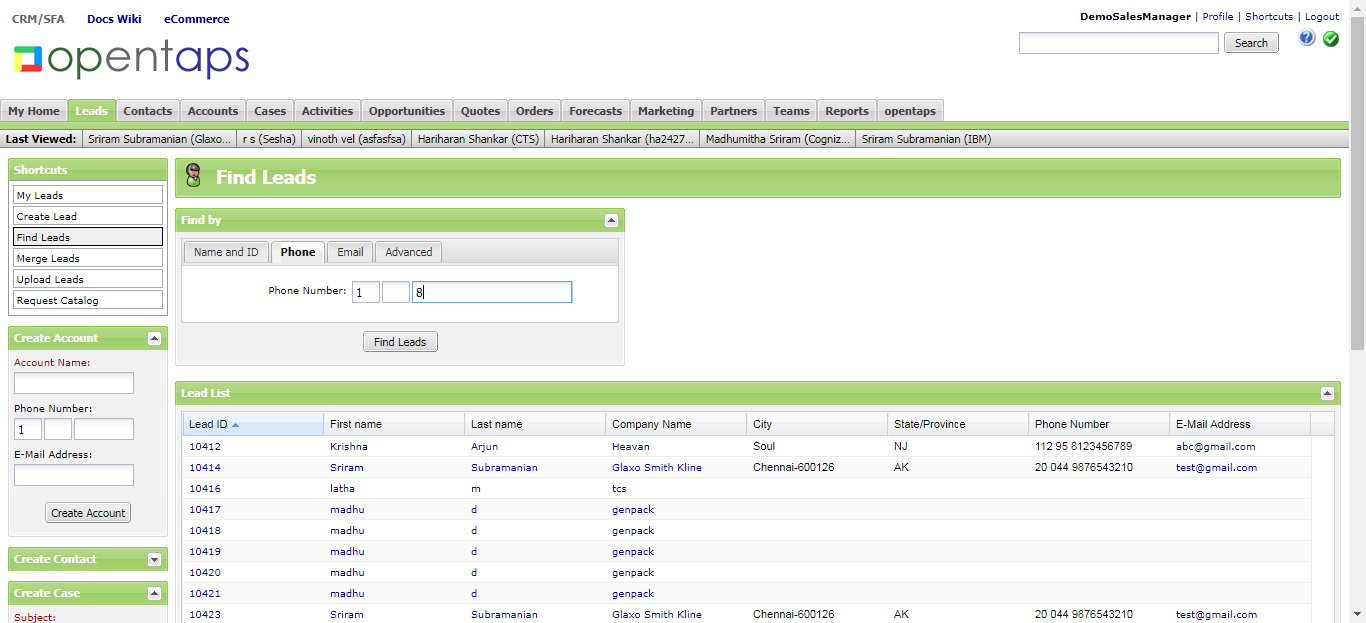 CRM/SFA Docs Wiki eCommerce
DemoSalesManager | Profile | Shortcuts | Logout
opentaps
Search
?
My Home Leads Contacts Accounts Cases Activities Opportunities Quotes Orders Forecasts Marketing Partners Teams Reports opentaps
Last Viewed: Sriram Subramanian (Glaxo... r s (Sesha) vinoth vel (asfasfsa) Hariharan Shankar (CTS) Hariharan Shankar (ha2427... Madhumitha Sriram (Cogniz... Sriram Subramanian (IBM)
Shortcuts
My Leads
Create Lead
Find Leads
Merge Leads
Upload Leads
Request Catalog
Create Account
Account Name:
Phone Number:
1
E-Mail Address:
Create Account
Create Contact
Create Case
Subject:
Find Leads
Find by
Name and ID Phone Email Advanced
Phone Number: 1 8
Find Leads
Lead List
Lead ID First name Last name Company Name City State/Province Phone Number E-Mail Address
10412 Krishna Arjun Heavan Soul NJ 112 95 8123456789 abc@gmail.com
10414 Sriram Subramanian Glaxo Smith Kline Chennai-600126 AK 20 044 9876543210 test@gmail.com
10416 latha m tcs
10417 madhu d genpack
10418 madhu d genpack
10419 madhu d genpack
10420 madhu d genpack
10421 madhu d genpack
10423 Sriram Subramanian Glaxo Smith Kline Chennai-600126 AK 20 044 9876543210 test@gmail.com